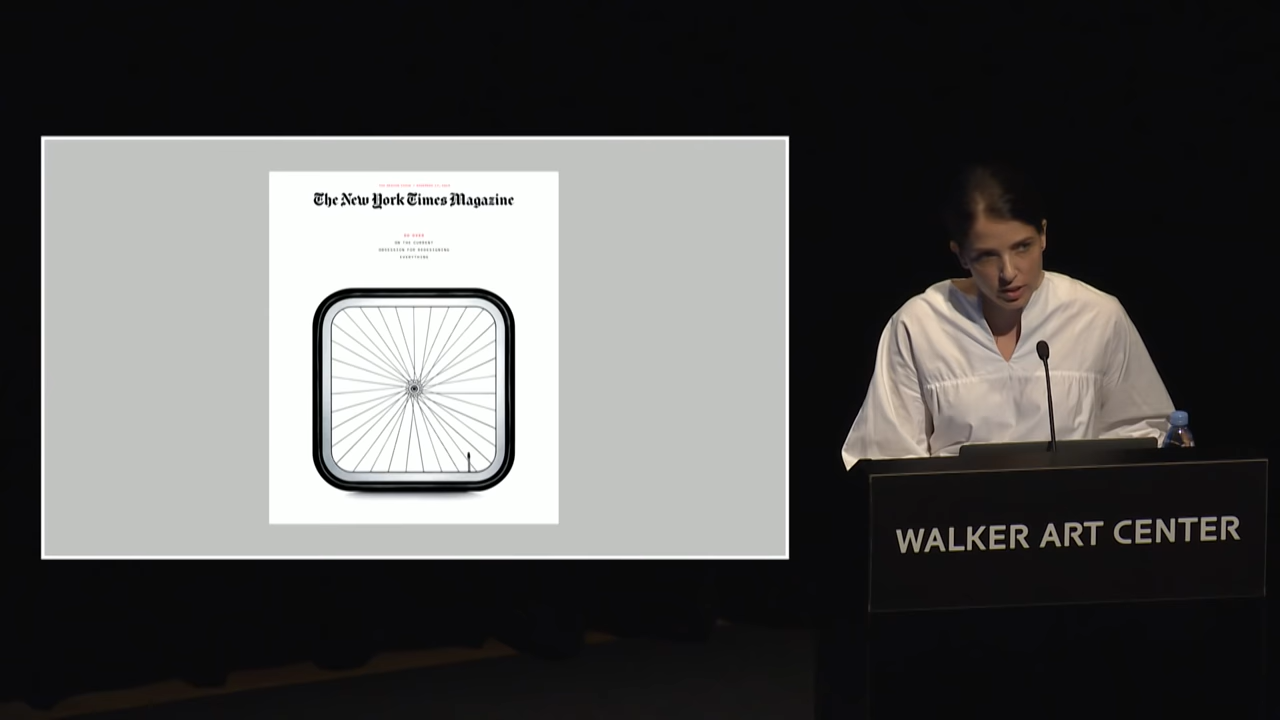 The New York Times Magazine
ON THE CURRENT
OBSESSION FOR REDESIGNING
EVERYTHING
WALKER ART CENTER